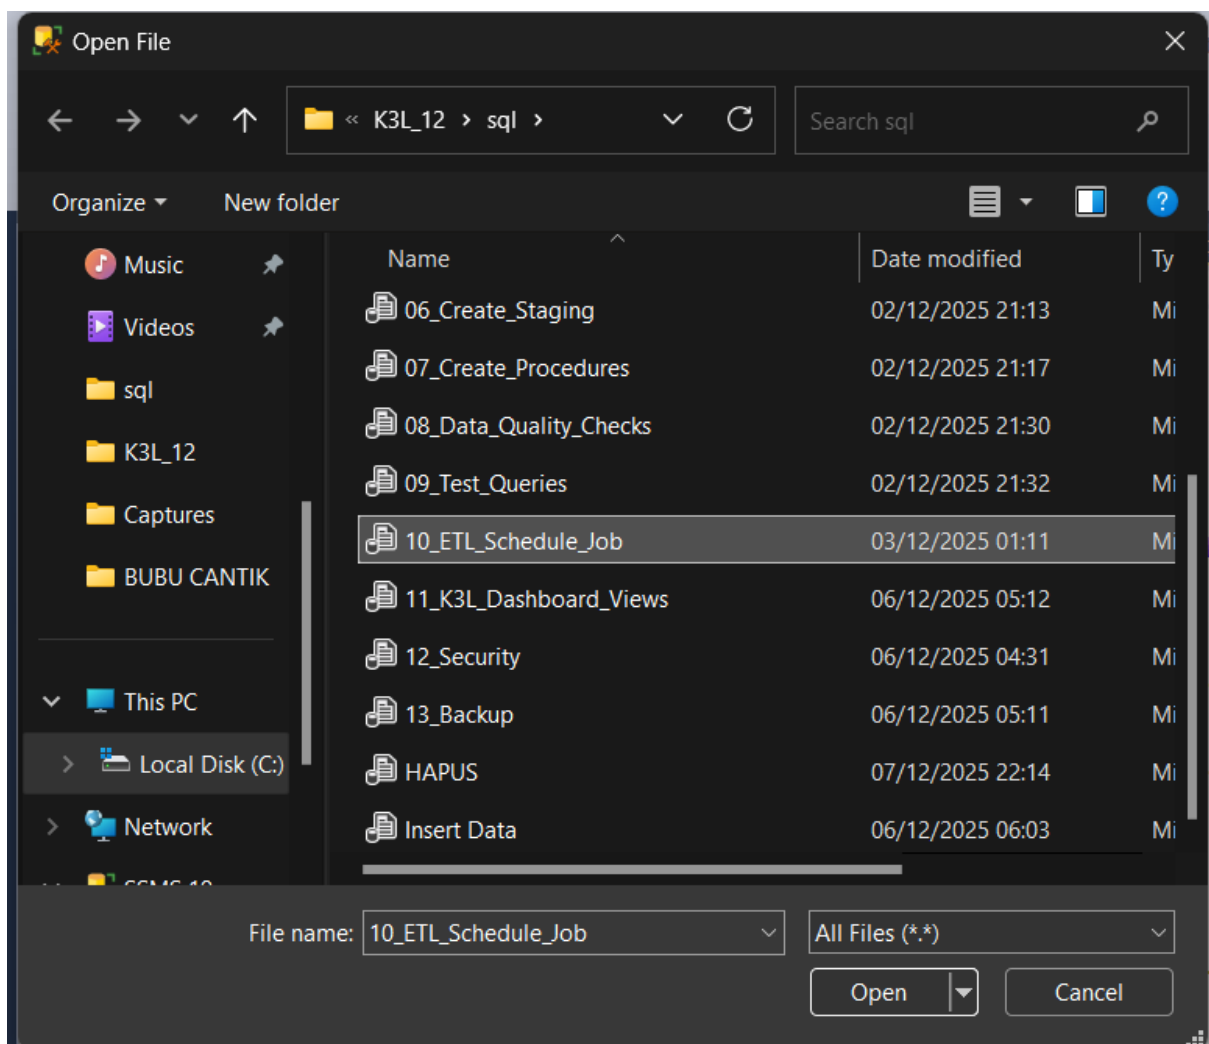 Open File
« K3L_12 > sql >
Search sql
Organize
New folder
Music
Videos
sql
K3L_12
Captures
BUBU CANTIK
This PC
Local Disk (C:)
Network
Name Date modified Ty
06_Create_Staging 02/12/2025 21:13 Mi
07_Create_Procedures 02/12/2025 21:17 Mi
08_Data_Quality_Checks 02/12/2025 21:30 Mi
09_Test_Queries 02/12/2025 21:32 Mi
10_ETL_Schedule_Job 03/12/2025 01:11 Mi
11_K3L_Dashboard_Views 06/12/2025 05:12 Mi
12_Security 06/12/2025 04:31 Mi
13_Backup 06/12/2025 05:11 Mi
HAPUS 07/12/2025 22:14 Mi
Insert Data 06/12/2025 06:03 Mi
File name: 10_ETL_Schedule_Job
All Files (*.*)
Open
Cancel